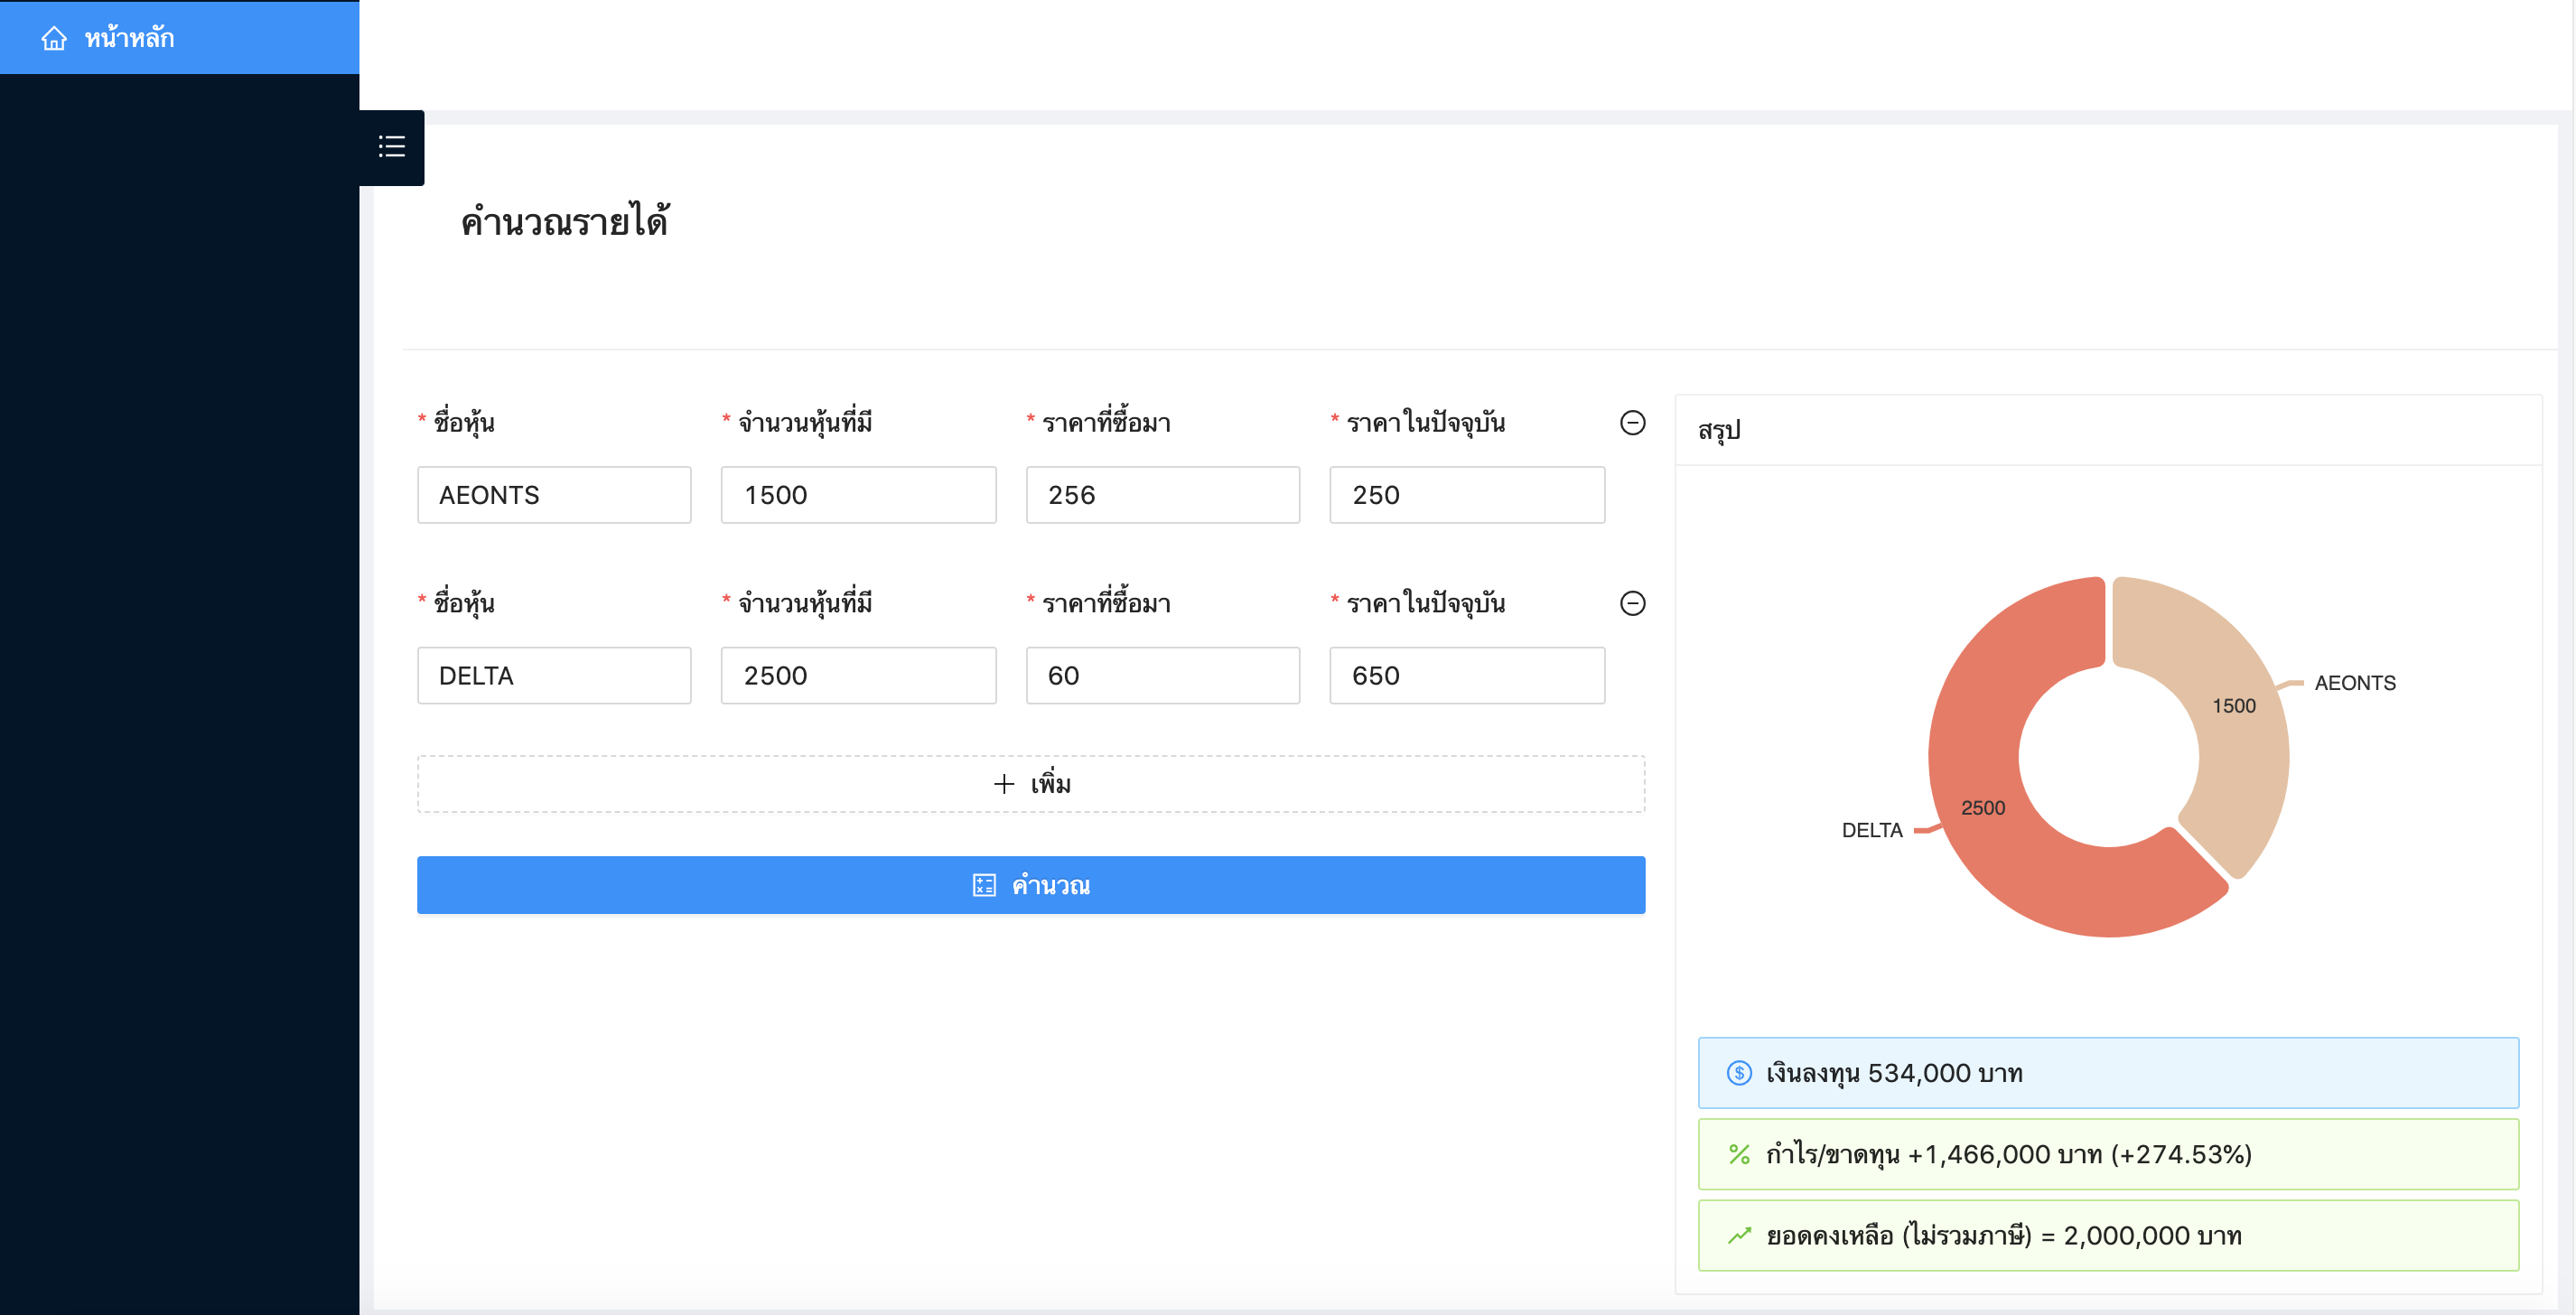 หน้าหลัก
คำนวณรายได้
* ชื่อหุ้น * จำนวนหุ้นที่มี * ราคาที่ซื้อมา * ราคาในปัจจุบัน
AEONTS 1500 256 250
* ชื่อหุ้น * จำนวนหุ้นที่มี * ราคาที่ซื้อมา * ราคาในปัจจุบัน
DELTA 2500 60 650
+ เพิ่ม
คำนวณ
สรุป
AEONTS
1500
2500
DELTA
เงินลงทุน 534,000 บาท
กำไร/ขาดทุน +1,466,000 บาท (+274.53%)
ยอดคงเหลือ (ไม่รวมภาษี) = 2,000,000 บาท